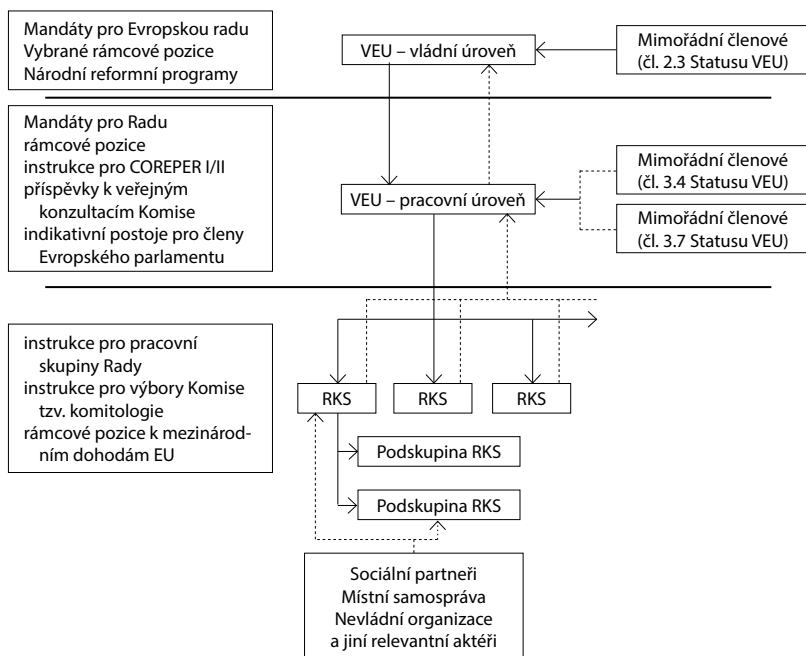 Mandáty pro Evropskou radu
Vybrané rámcové pozice
Národní reformní programy
VEU – vládní úroveň
Mimořádní členové
(čl. 2.3 Statusu VEU)
Mandáty pro Radu
rámcové pozice
instrukce pro COREPER I/II
příspěvky k veřejným
konzultacím Komise
indikativní postoje pro členy
Evropského parlamentu
VEU – pracovní úroveň
Mimořádní členové
(čl. 3.4 Statusu VEU)
Mimořádní členové
(čl. 3.7 Statusu VEU)
instrukce pro pracovní
skupiny Rady
instrukce pro výbory Komise
tzv. komitologie
rámcové pozice k mezinárod-
ním dohodám EU
RKS
RKS
RKS
Podskupina RKS
Podskupina RKS
Sociální partneři
Místní samospráva
Nevládní organizace
a jiní relevantní aktéři